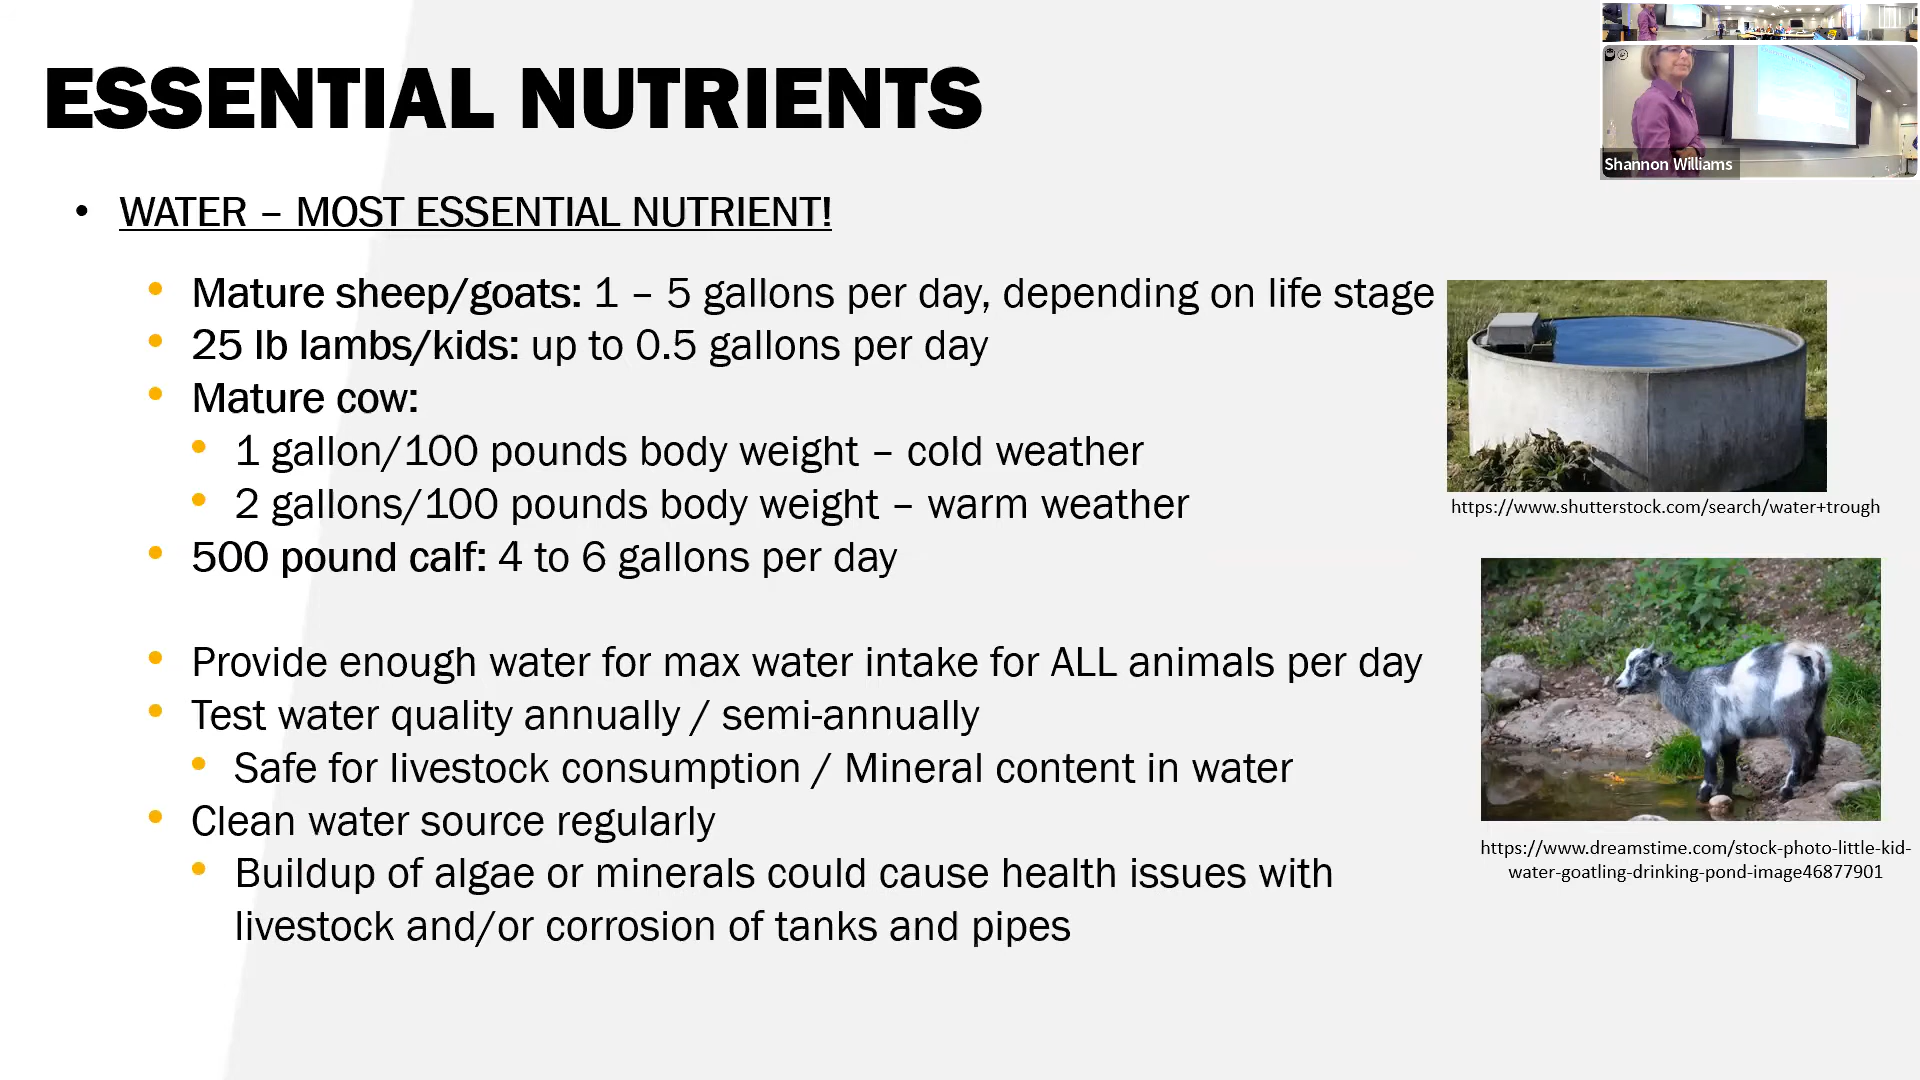 ESSENTIAL NUTRIENTS
Shannon Williams
• WATER – MOST ESSENTIAL NUTRIENT!
• Mature sheep/goats: 1 – 5 gallons per day, depending on life stage
• 25 lb lambs/kids: up to 0.5 gallons per day
• Mature cow:
• 1 gallon/100 pounds body weight – cold weather
• 2 gallons/100 pounds body weight – warm weather
• 500 pound calf: 4 to 6 gallons per day
• Provide enough water for max water intake for ALL animals per day
• Test water quality annually / semi-annually
• Safe for livestock consumption / Mineral content in water
• Clean water source regularly
• Buildup of algae or minerals could cause health issues with
livestock and/or corrosion of tanks and pipes
https://www.shutterstock.com/search/water+trough
https://www.dreamstime.com/stock-photo-little-kid-
water-goatling-drinking-pond-image46877901